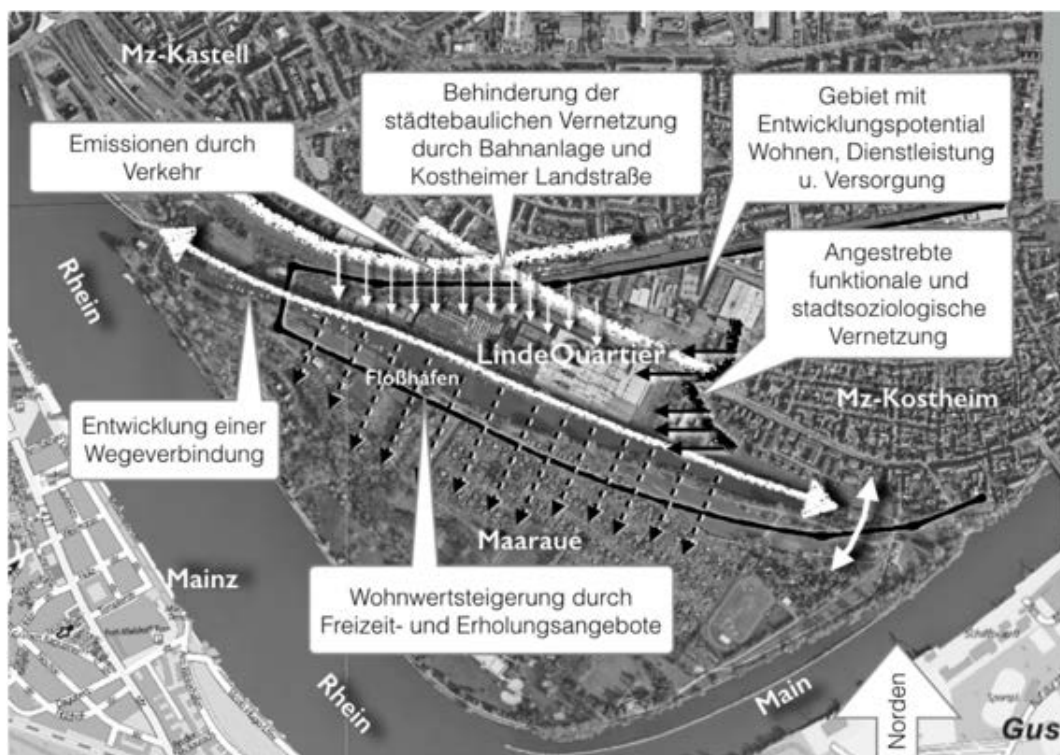 Mz-Kastell
Emissionen durch
Verkehr
Behinderung der
städtebaulichen Vernetzung
durch Bahnanlage und
Kostheimer Landstraße
Gebiet mit
Entwicklungspotential
Wohnen, Dienstleistung
u. Versorgung
Angestrebte
funktionale und
stadtsoziologische
Vernetzung
Rhein
LindeQuartier
Floßhafen
Mz-Kostheim
Entwicklung einer
Wegeverbindung
Maaraue
Mainz
Wohnwertsteigerung durch
Freizeit- und Erholungsangebote
Rhein
Main
Norden
Gus